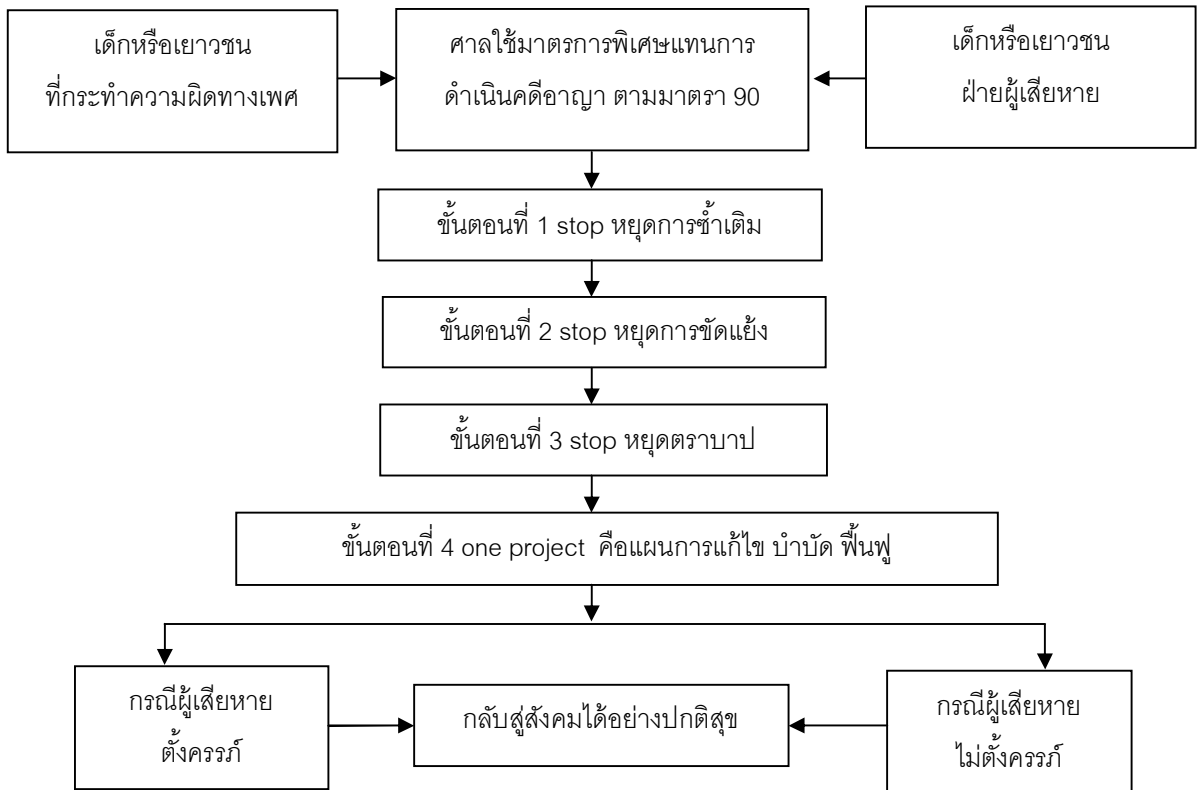 เด็กหรือเยาวชน
ที่กระทำความผิดทางเพศ
ศาลใช้มาตรการพิเศษแทนการ
ดำเนินคดีอาญา ตามมาตรา 90
เด็กหรือเยาวชน
ฝ่ายผู้เสียหาย
ขั้นตอนที่ 1 stop หยุดการซ้ำเติม
ขั้นตอนที่ 2 stop หยุดการขัดแย้ง
ขั้นตอนที่ 3 stop หยุดตราบาป
ขั้นตอนที่ 4 one project คือแผนการแก้ไข บำบัด ฟื้นฟู
กรณีผู้เสียหาย
ตั้งครรภ์
กลับสู่สังคมได้อย่างปกติสุข
กรณีผู้เสียหาย
ไม่ตั้งครรภ์